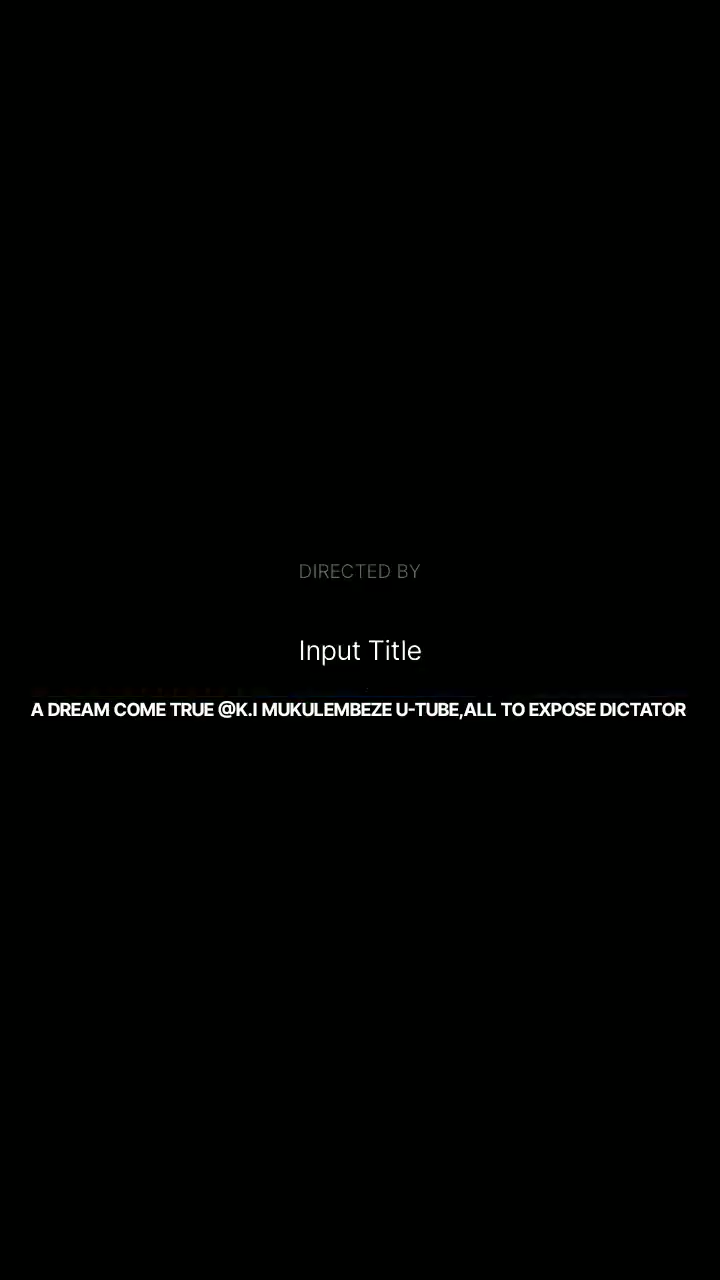 DIRECTED BY
Input Title
A DREAM COME TRUE @K.I MUKULEMBEZE U-TUBE,ALL TO EXPOSE DICTATOR